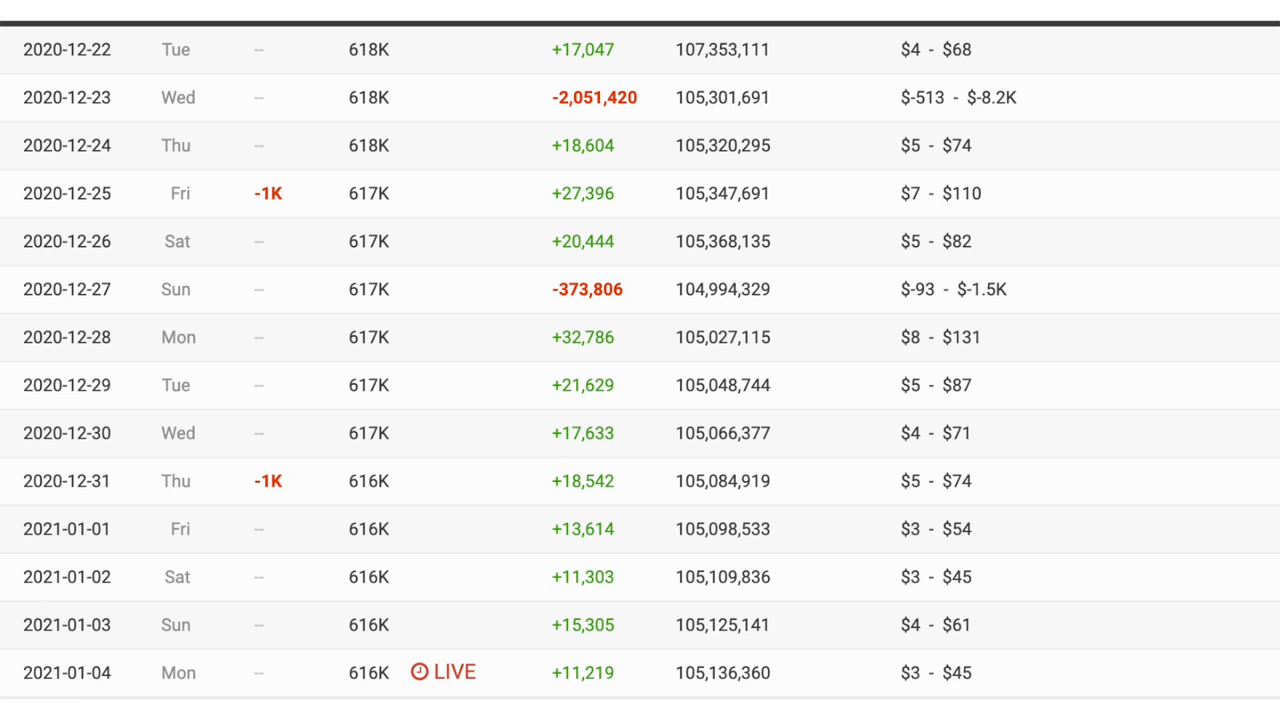 2020-12-22 Tue -- 618K +17,047 107,353,111 $4 - $68
2020-12-23 Wed -- 618K -2,051,420 105,301,691 $-513 - $-8.2K
2020-12-24 Thu -- 618K +18,604 105,320,295 $5 - $74
2020-12-25 Fri -1K 617K +27,396 105,347,691 $7 - $110
2020-12-26 Sat -- 617K +20,444 105,368,135 $5 - $82
2020-12-27 Sun -- 617K -373,806 104,994,329 $-93 - $-1.5K
2020-12-28 Mon -- 617K +32,786 105,027,115 $8 - $131
2020-12-29 Tue -- 617K +21,629 105,048,744 $5 - $87
2020-12-30 Wed -- 617K +17,633 105,066,377 $4 - $71
2020-12-31 Thu -1K 616K +18,542 105,084,919 $5 - $74
2021-01-01 Fri -- 616K +13,614 105,098,533 $3 - $54
2021-01-02 Sat -- 616K +11,303 105,109,836 $3 - $45
2021-01-03 Sun -- 616K +15,305 105,125,141 $4 - $61
2021-01-04 Mon -- 616K LIVE +11,219 105,136,360 $3 - $45